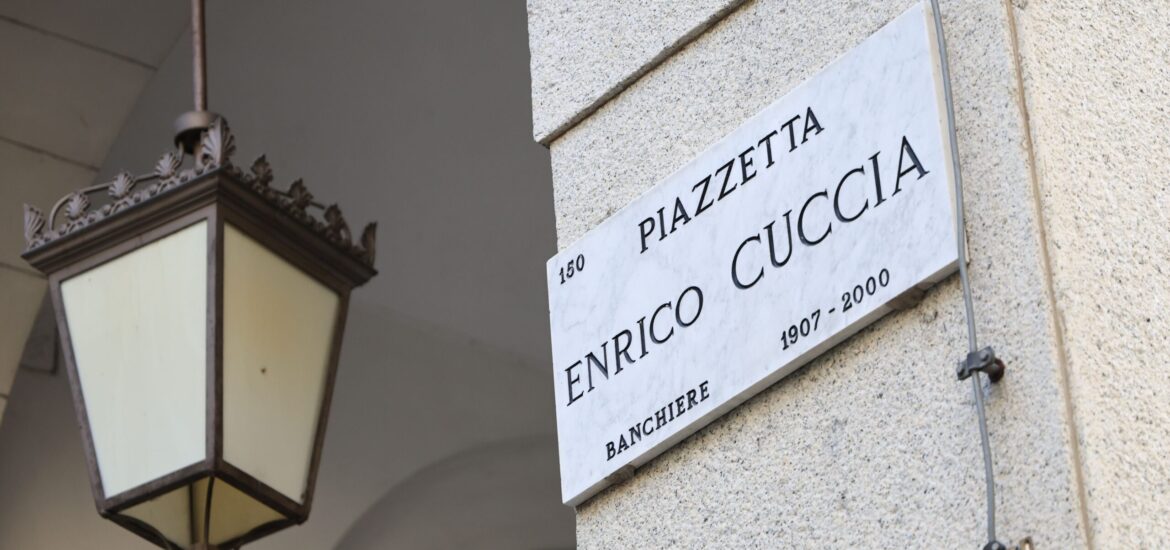 150
PIAZZETTA
ENRICO CUCCIA
BANCHIERE 1907 - 2000